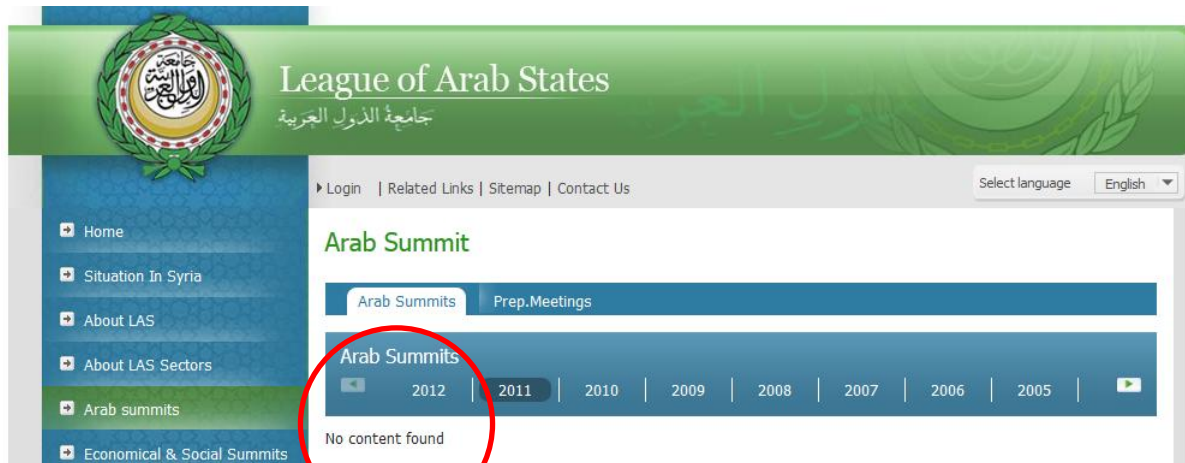 League of Arab States
جامعة الدول العربية
Login | Related Links | Sitemap | Contact Us
Select language English
Home
Situation In Syria
About LAS
About LAS Sectors
Arab summits
Economical & Social Summits
Arab Summit
Arab Summits Prep.Meetings
Arab Summits
2012 | 2011 | 2010 | 2009 | 2008 | 2007 | 2006 | 2005 |
No content found